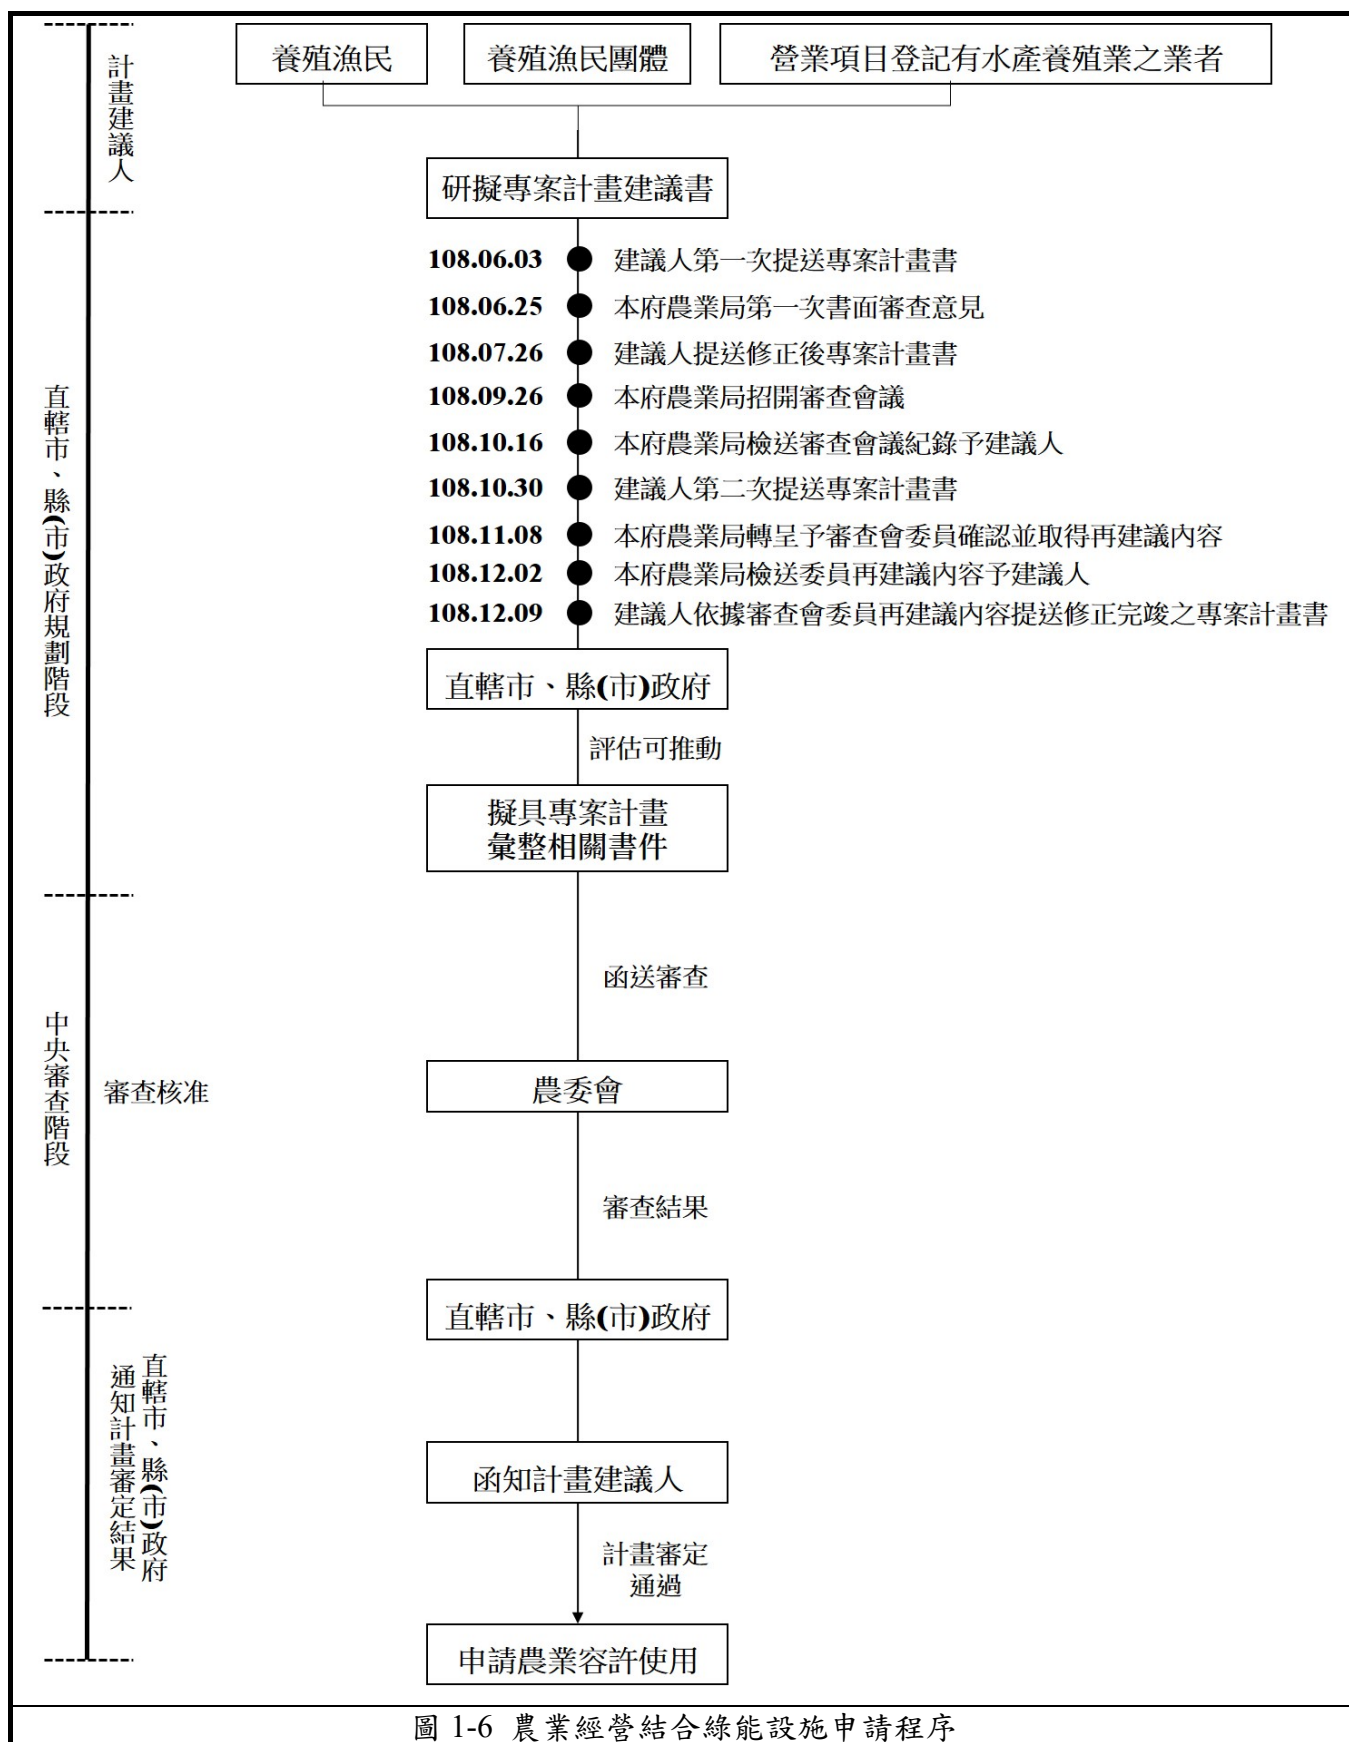 計畫建議人
養殖漁民
養殖漁民團體
營業項目登記有水產養殖業之業者
研擬專案計畫建議書
直轄市、縣(市)政府規劃階段
108.06.03 建議人第一次提送專案計畫書
108.06.25 本府農業局第一次書面審查意見
108.07.26 建議人提送修正後專案計畫書
108.09.26 本府農業局招開審查會議
108.10.16 本府農業局檢送審查會議紀錄予建議人
108.10.30 建議人第二次提送專案計畫書
108.11.08 本府農業局轉呈予審查會委員確認並取得再建議內容
108.12.02 本府農業局檢送委員再建議內容予建議人
108.12.09 建議人依據審查會委員再建議內容提送修正完竣之專案計畫書
直轄市、縣(市)政府
評估可推動
擬具專案計畫
彙整相關書件
中央審查階段
函送審查
審查核准
農委會
審查結果
直轄市、縣(市)政府
直轄市、縣(市)政府
通知計畫審定結果
函知計畫建議人
計畫審定
通過
申請農業容許使用
圖 1-6 農業經營結合綠能設施申請程序